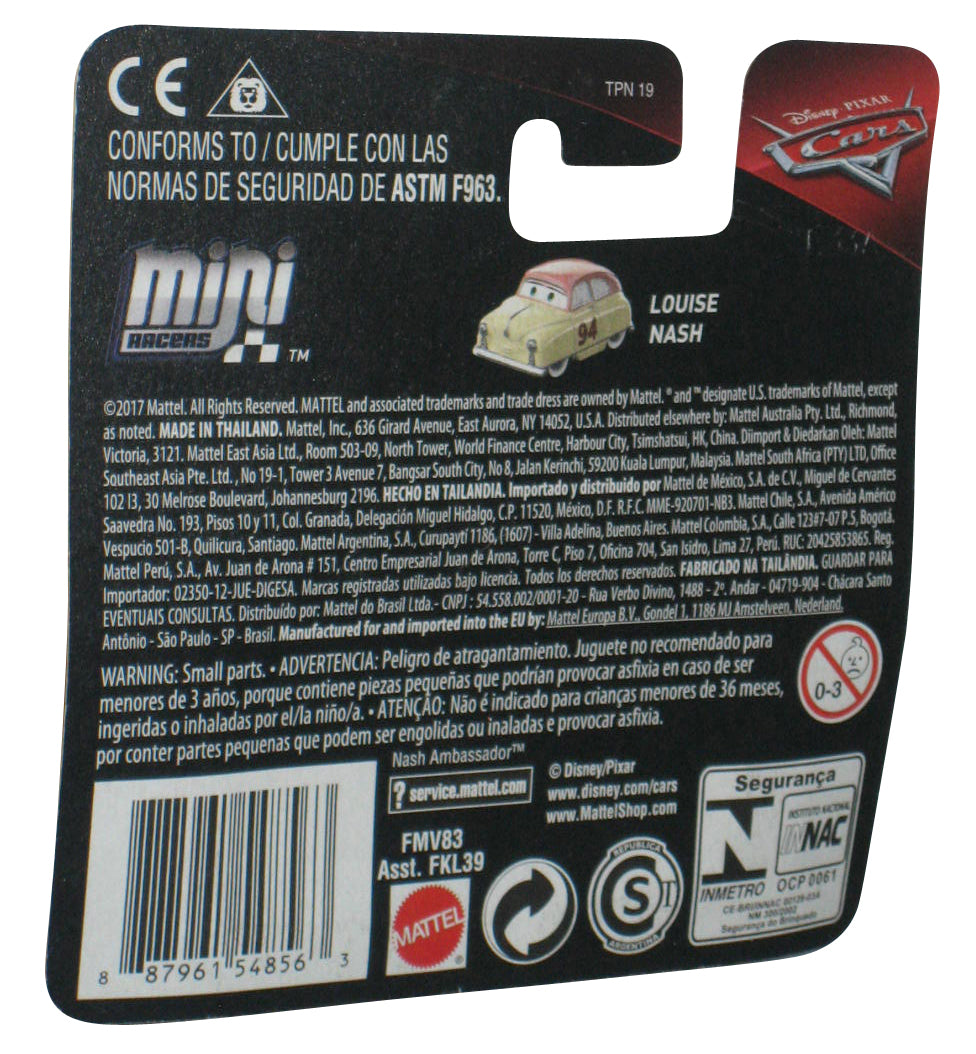 CE
TPN 19
Disney PIXAR
Cars
CONFORMS TO / CUMPLE CON LAS
NORMAS DE SEGURIDAD DE ASTM F963.
mini
RACERS ™
94
LOUISE
NASH
©2017 Mattel. All Rights Reserved. MATTEL and associated trademarks and trade dress are owned by Mattel. ® and ™ designate U.S. trademarks of Mattel, except
as noted. MADE IN THAILAND. Mattel, Inc., 636 Girard Avenue, East Aurora, NY 14052, U.S.A. Distributed elsewhere by: Mattel Australia Pty. Ltd., Richmond,
Victoria, 3121. Mattel East Asia Ltd., Room 503-09, North Tower, World Finance Centre, Harbour City, Tsimshatsui, HK, China. Diimport & Diedarkan Oleh: Mattel
Southeast Asia Pte. Ltd., No 19-1, Tower 3 Avenue 7, Bangsar South City, No 8, Jalan Kerinchi, 59200 Kuala Lumpur, Malaysia. Mattel South Africa (PTY) LTD, Office
102 I3, 30 Melrose Boulevard, Johannesburg 2196. HECHO EN TAILANDIA. Importado y distribuido por Mattel de México, S.A. de C.V., Miguel de Cervantes
Saavedra No. 193, Pisos 10 y 11, Col. Granada, Delegación Miguel Hidalgo, C.P. 11520, México, D.F. R.F.C MME-920701-NB3. Mattel Chile, S.A., Avenida Américo
Vespucio 501-B, Quilicura, Santiago. Mattel Argentina, S.A., Curupaytí 1186, (1607) - Villa Adelina, Buenos Aires. Mattel Colombia, S.A., Calle 123#7-07 P.5, Bogotá.
Mattel Perú, S.A., Av. Juan de Arona # 151, Centro Empresarial Juan de Arona, Torre C, Piso 7, Oficina 704, San Isidro, Lima 27, Perú. RUC: 20425853865. Reg.
Importador: 02350-12-JUE-DIGESA. Marcas registradas utilizadas bajo licencia. Todos los derechos reservados. FABRICADO NA TAILÂNDIA. GUARDAR PARA
EVENTUAIS CONSULTAS. Distribuído por: Mattel do Brasil Ltda.- CNPJ : 54.558.002/0001-20 - Rua Verbo Divino, 1488 - 2º. Andar - 04719-904 - Chácara Santo
Antônio - São Paulo - SP - Brasil. Manufactured for and imported into the EU by: Mattel Europa B.V., Gondel 1, 1186 MJ Amstelveen, Nederland.
WARNING: Small parts. • ADVERTENCIA: Peligro de atragantamiento. Juguete no recomendado para
menores de 3 años, porque contiene piezas pequeñas que podrían provocar asfixia en caso de ser
ingeridas o inhaladas por el/la niño/a. • ATENÇÃO: Não é indicado para crianças menores de 36 meses,
por conter partes pequenas que podem ser engolidas ou inaladas e provocar asfixia.
0-3
Nash Ambassador™
? service.mattel.com
© Disney/Pixar
www.disney.com/cars
www.MattelShop.com
FMV83
Asst. FKL39
MATTEL ®
REPUBLICA
S T
ARGENTINA
Segurança
N
INMETRO
INSTITUTO NACIONAL
INNAC
OCP 0061
CE-BRI/INNAC 00129-03A
NM 300/2002
Segurança do Brinquedo
8 87961 54856 3